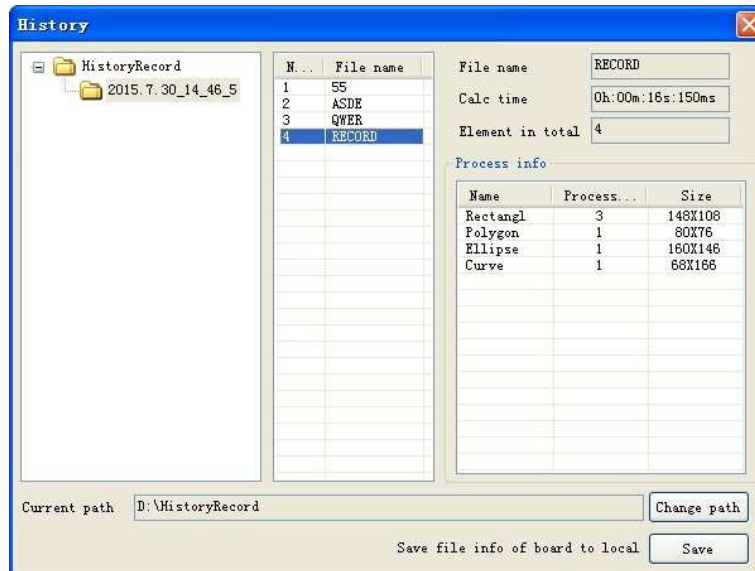 History
HistoryRecord
2015.7.30_14_46_5
N... File name
1 55
2 ASDE
3 QWER
4 RECORD
File name RECORD
Calc time 0h:00m:16s:150ms
Element in total 4
Process info
Name Process... Size
Rectangl 3 148X108
Polygon 1 80X76
Ellipse 1 160X146
Curve 1 68X166
Current path D:\HistoryRecord Change path
Save file info of board to local Save